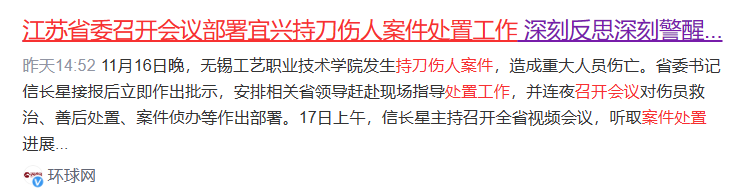 江苏省委召开会议部署宜兴持刀伤人案件处置工作 深刻反思深刻警醒...
昨天14:52 11月16日晚，无锡工艺职业技术学院发生持刀伤人案件，造成重大人员伤亡。省委书记
信长星接报后立即作出批示，安排相关省领导赶赴现场指导处置工作，并连夜召开会议对伤员救
治、善后处置、案件侦办等作出部署。17日上午，信长星主持召开全省视频会议，听取案件处置
进展...
环球网